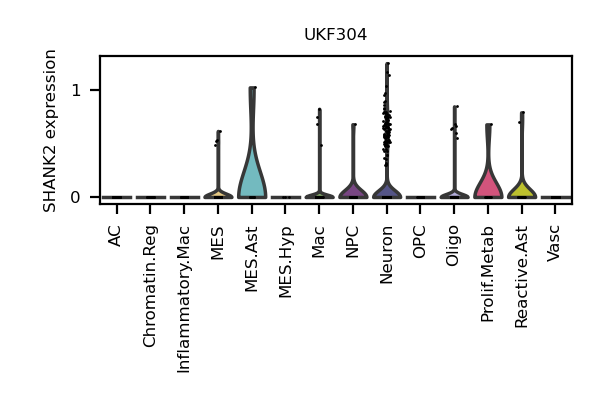 UKF304
SHANK2 expression
1
0
AC
Chromatin.Reg
Inflammatory.Mac
MES
MES.Ast
MES.Hyp
Mac
NPC
Neuron
OPC
Oligo
Prolif.Metab
Reactive.Ast
Vasc